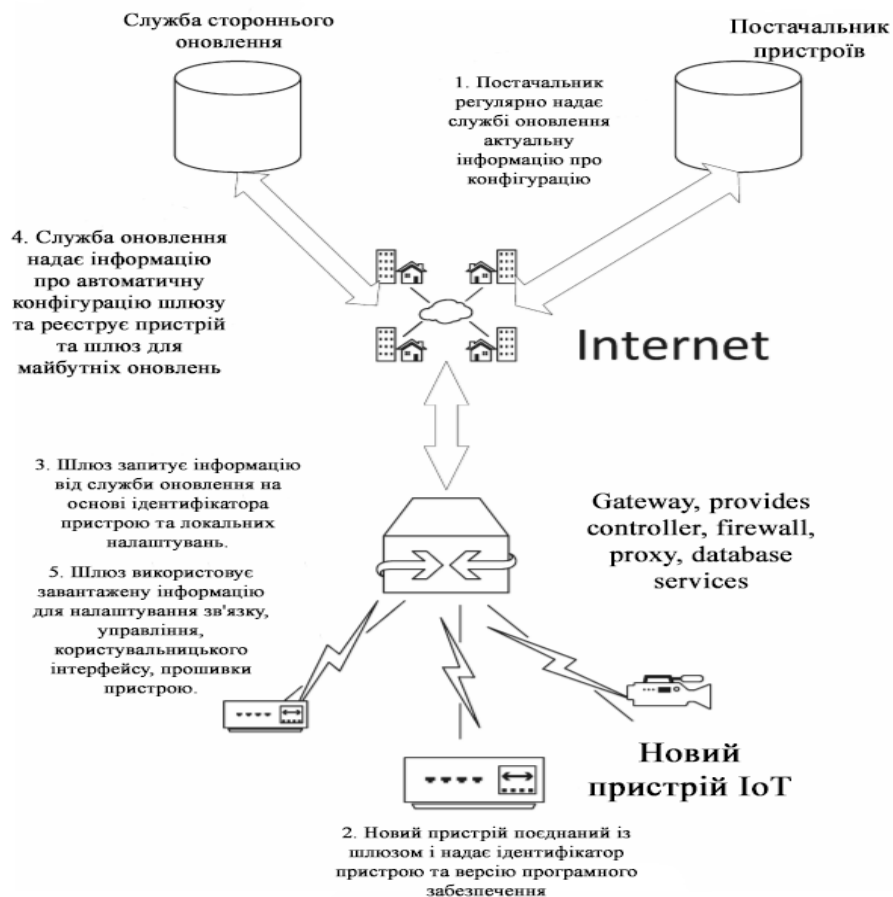 Служба стороннього
оновлення
Постачальник
пристроїв
1. Постачальник
регулярно надає
службі оновлення
актуальну
інформацію про
конфігурацію
4. Служба оновлення
надає інформацію
про автоматичну
конфігурацію шлюзу
та реєструє пристрій
та шлюз для
майбутніх оновлень
Internet
3. Шлюз запитує інформацію
від служби оновлення на
основі ідентифікатора
пристрою та локальних
налаштувань.
Gateway, provides
controller, firewall,
proxy, database
services
5. Шлюз використовує
завантажену інформацію
для налаштування зв'язку,
управління,
користувальницького
інтерфейсу, прошивки
пристрою.
Новий
пристрій IoT
2. Новий пристрій поєднаний із
шлюзом і надає ідентифікатор
пристрою та версію програмного
забезпечення